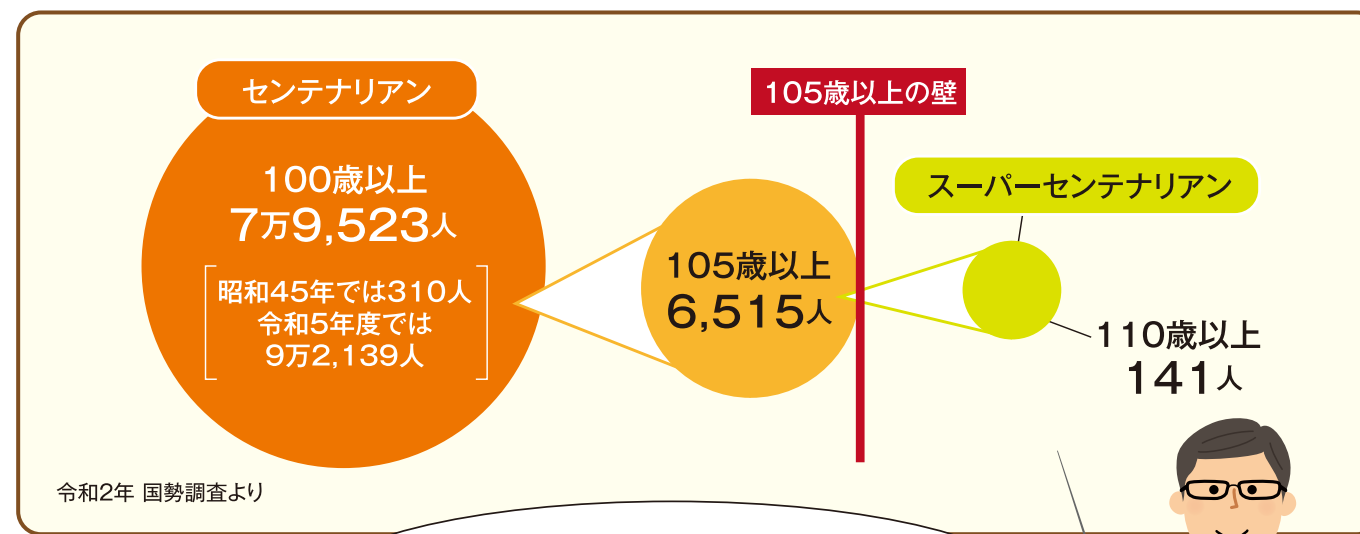 センテナリアン
100歳以上
7万9,523人
昭和45年では310人
令和5年度では
9万2,139人
105歳以上
6,515人
105歳以上の壁
スーパーセンテナリアン
110歳以上
141人
令和2年 国勢調査より